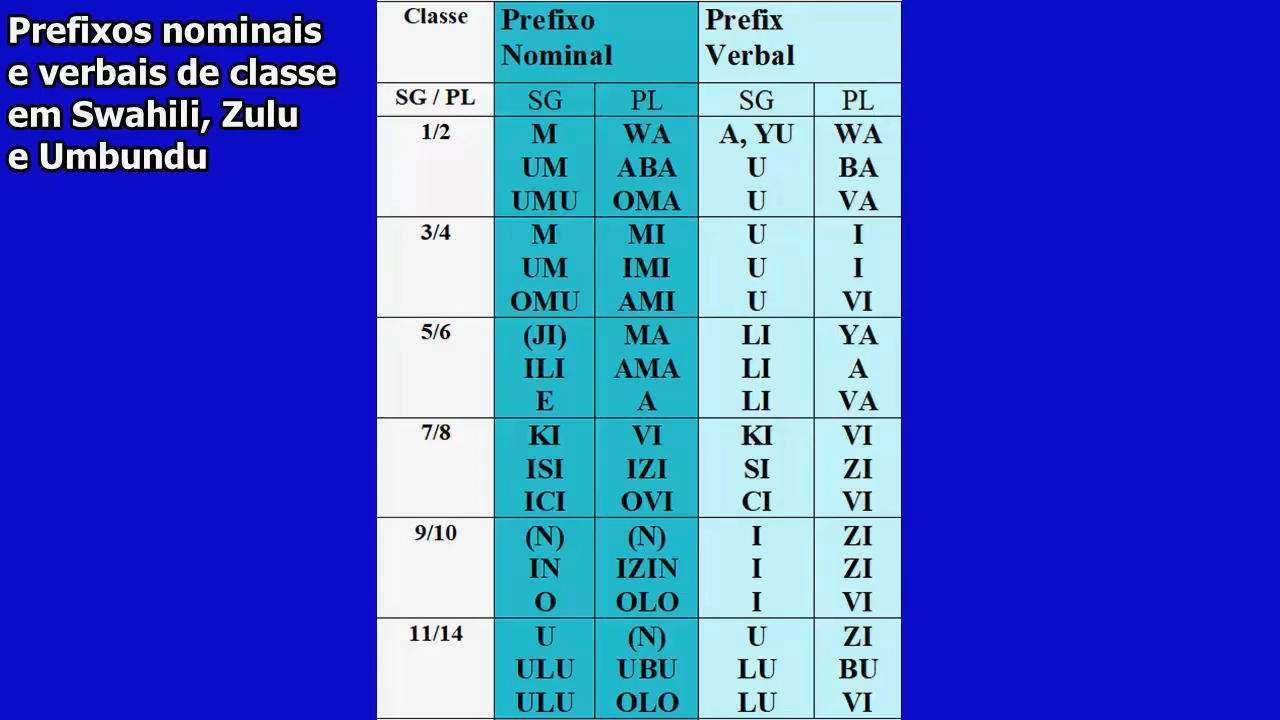 Prefixos nominais
e verbais de classe
em Swahili, Zulu
e Umbundu
Classe Prefixo Nominal Prefix Verbal
SG / PL SG PL SG PL
1/2 M WA A, YU WA
UM ABA U BA
UMU OMA U VA
3/4 M MI U I
UM IMI U I
OMU AMI U VI
5/6 (JI) MA LI YA
ILI AMA LI A
E A LI VA
7/8 KI VI KI VI
ISI IZI SI ZI
ICI OVI CI VI
9/10 (N) (N) I ZI
IN IZIN I ZI
O OLO I VI
11/14 U (N) U ZI
ULU UBU LU BU
ULU OLO LU VI